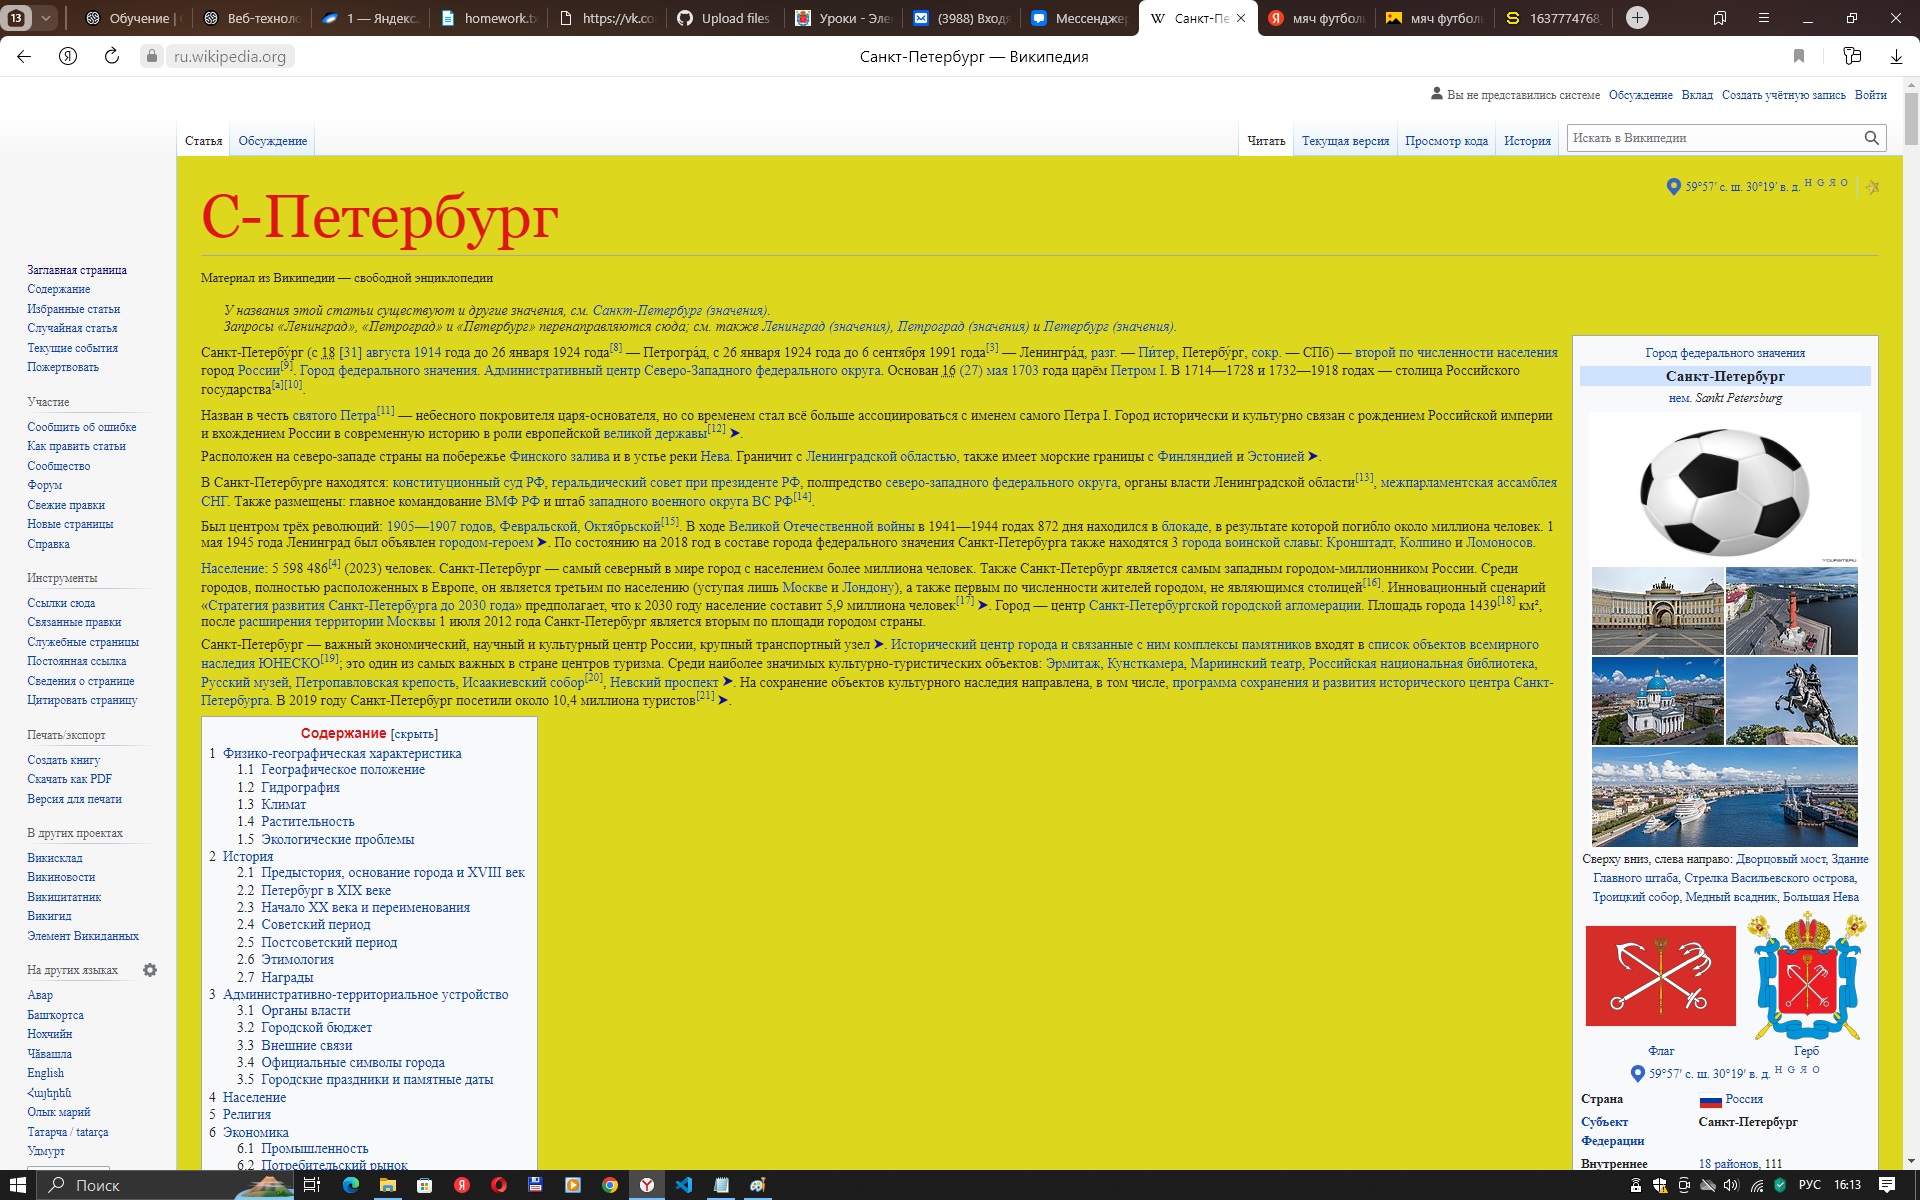 13
Обучение |
Веб-технол
1 — Яндекс.
homework.t
https://vk.co
Upload files
Уроки - Эле
(3988) Входя
Мессендже
Санкт-Пе
мяч футбол
мяч футбол
1637774768
ru.wikipedia.org
Санкт-Петербург — Википедия
Вы не представились системе Обсуждение Вклад Создать учётную запись Войти
Статья Обсуждение
Читать Текущая версия Просмотр кода История Искать в Википедии
59°57′ с. ш. 30°19′ в. д. H G Я O
С-Петербург
Материал из Википедии — свободной энциклопедии
У названия этой статьи существуют и другие значения, см. Санкт-Петербург (значения).
Запросы «Ленинград», «Петроград» и «Петербург» перенаправляются сюда; см. также Ленинград (значения), Петроград (значения) и Петербург (значения).
Санкт-Петербу́рг (с 18 [31] августа 1914 года до 26 января 1924 года[8] — Петрогра́д, с 26 января 1924 года до 6 сентября 1991 года[3] — Ленингра́д, разг. — Пи́тер, Петербу́рг, сокр. — СПб) — второй по численности населения
город России[9]. Город федерального значения. Административный центр Северо-Западного федерального округа. Основан 16 (27) мая 1703 года царём Петром I. В 1714—1728 и 1732—1918 годах — столица Российского
государства[a][10].
Назван в честь святого Петра[11] — небесного покровителя царя-основателя, но со временем стал всё больше ассоциироваться с именем самого Петра I. Город исторически и культурно связан с рождением Российской империи
и вхождением России в современную историю в роли европейской великой державы[12] ➤.
Расположен на северо-западе страны на побережье Финского залива и в устье реки Нева. Граничит с Ленинградской областью, также имеет морские границы с Финляндией и Эстонией ➤.
В Санкт-Петербурге находятся: конституционный суд РФ, геральдический совет при президенте РФ, полпредство северо-западного федерального округа, органы власти Ленинградской области[13], межпарламентская ассамблея
СНГ. Также размещены: главное командование ВМФ РФ и штаб западного военного округа ВС РФ[14].
Был центром трёх революций: 1905—1907 годов, Февральской, Октябрьской[15]. В ходе Великой Отечественной войны в 1941—1944 годах 872 дня находился в блокаде, в результате которой погибло около миллиона человек. 1
мая 1945 года Ленинград был объявлен городом-героем ➤. По состоянию на 2018 год в составе города федерального значения Санкт-Петербурга также находятся 3 города воинской славы: Кронштадт, Колпино и Ломоносов.
Население: 5 598 486[4] (2023) человек. Санкт-Петербург — самый северный в мире город с населением более миллиона человек. Также Санкт-Петербург является самым западным городом-миллионником России. Среди
городов, полностью расположенных в Европе, он является третьим по населению (уступая лишь Москве и Лондону), а также первым по численности жителей городом, не являющимся столицей[16]. Инновационный сценарий
«Стратегия развития Санкт-Петербурга до 2030 года» предполагает, что к 2030 году население составит 5,9 миллиона человек[17] ➤. Город — центр Санкт-Петербургской городской агломерации. Площадь города 1439[18] км²,
после расширения территории Москвы 1 июля 2012 года Санкт-Петербург является вторым по площади городом страны.
Санкт-Петербург — важный экономический, научный и культурный центр России, крупный транспортный узел ➤. Исторический центр города и связанные с ним комплексы памятников входят в список объектов всемирного
наследия ЮНЕСКО[19]; это один из самых важных в стране центров туризма. Среди наиболее значимых культурно-туристических объектов: Эрмитаж, Кунсткамера, Мариинский театр, Российская национальная библиотека,
Русский музей, Петропавловская крепость, Исаакиевский собор[20], Невский проспект ➤. На сохранение объектов культурного наследия направлена, в том числе, программа сохранения и развития исторического центра Санкт-
Петербурга. В 2019 году Санкт-Петербург посетили около 10,4 миллиона туристов[21] ➤.
Содержание [скрыть]
1 Физико-географическая характеристика
1.1 Географическое положение
1.2 Гидрография
1.3 Климат
1.4 Растительность
1.5 Экологические проблемы
2 История
2.1 Предыстория, основание города и XVIII век
2.2 Петербург в XIX веке
2.3 Начало XX века и переименования
2.4 Советский период
2.5 Постсоветский период
2.6 Этимология
2.7 Награды
3 Административно-территориальное устройство
3.1 Органы власти
3.2 Городской бюджет
3.3 Внешние связи
3.4 Официальные символы города
3.5 Городские праздники и памятные даты
4 Население
5 Религия
6 Экономика
6.1 Промышленность
6.2 Потребительский рынок
Город федерального значения
Санкт-Петербург
нем. Sankt Petersburg
Сверху вниз, слева направо: Дворцовый мост, Здание
Главного штаба, Стрелка Васильевского острова,
Троицкий собор, Медный всадник, Большая Нева
Флаг Герб
59°57′ с. ш. 30°19′ в. д. H G Я O
Страна Россия
Субъект Санкт-Петербург
Федерации
Внутреннее 18 районов, 111
Заглавная страница
Содержание
Избранные статьи
Случайная статья
Текущие события
Пожертвовать
Участие
Сообщить об ошибке
Как править статьи
Сообщество
Форум
Свежие правки
Новые страницы
Справка
Инструменты
Ссылки сюда
Связанные правки
Служебные страницы
Постоянная ссылка
Сведения о странице
Цитировать страницу
Печать/экспорт
Создать книгу
Скачать как PDF
Версия для печати
В других проектах
Викисклад
Викиновости
Викицитатник
Викигид
Элемент Викиданных
На других языках
Авар
Башҡортса
Нохчийн
Чӑвашла
English
Հայերեն
Олык марий
Татарча / tatarça
Удмурт
Поиск
РУС 16:13